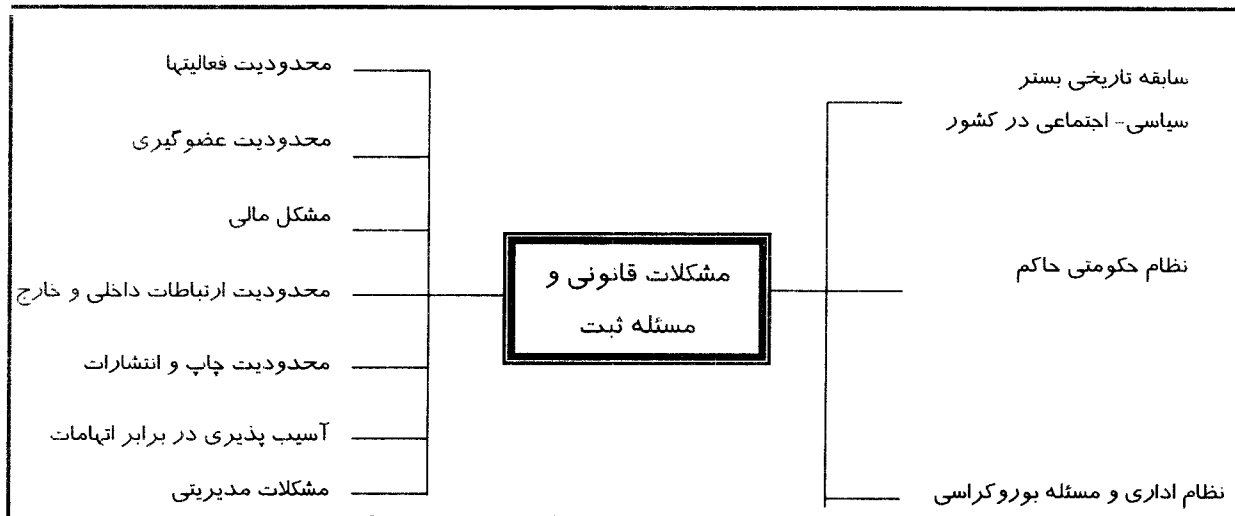 سابقه تاریخی بستر
سیاسی- اجتماعی در کشور
نظام حکومتی حاکم
نظام اداری و مسئله بوروکراسی
مشکلات قانونی و
مسئله ثبت
محدودیت فعالیتها
محدودیت عضوگیری
مشکل مالی
محدودیت ارتباطات داخلی و خارج
محدودیت چاپ و انتشارات
آسیب پذیری در برابر اتهامات
مشکلات مدیریتی